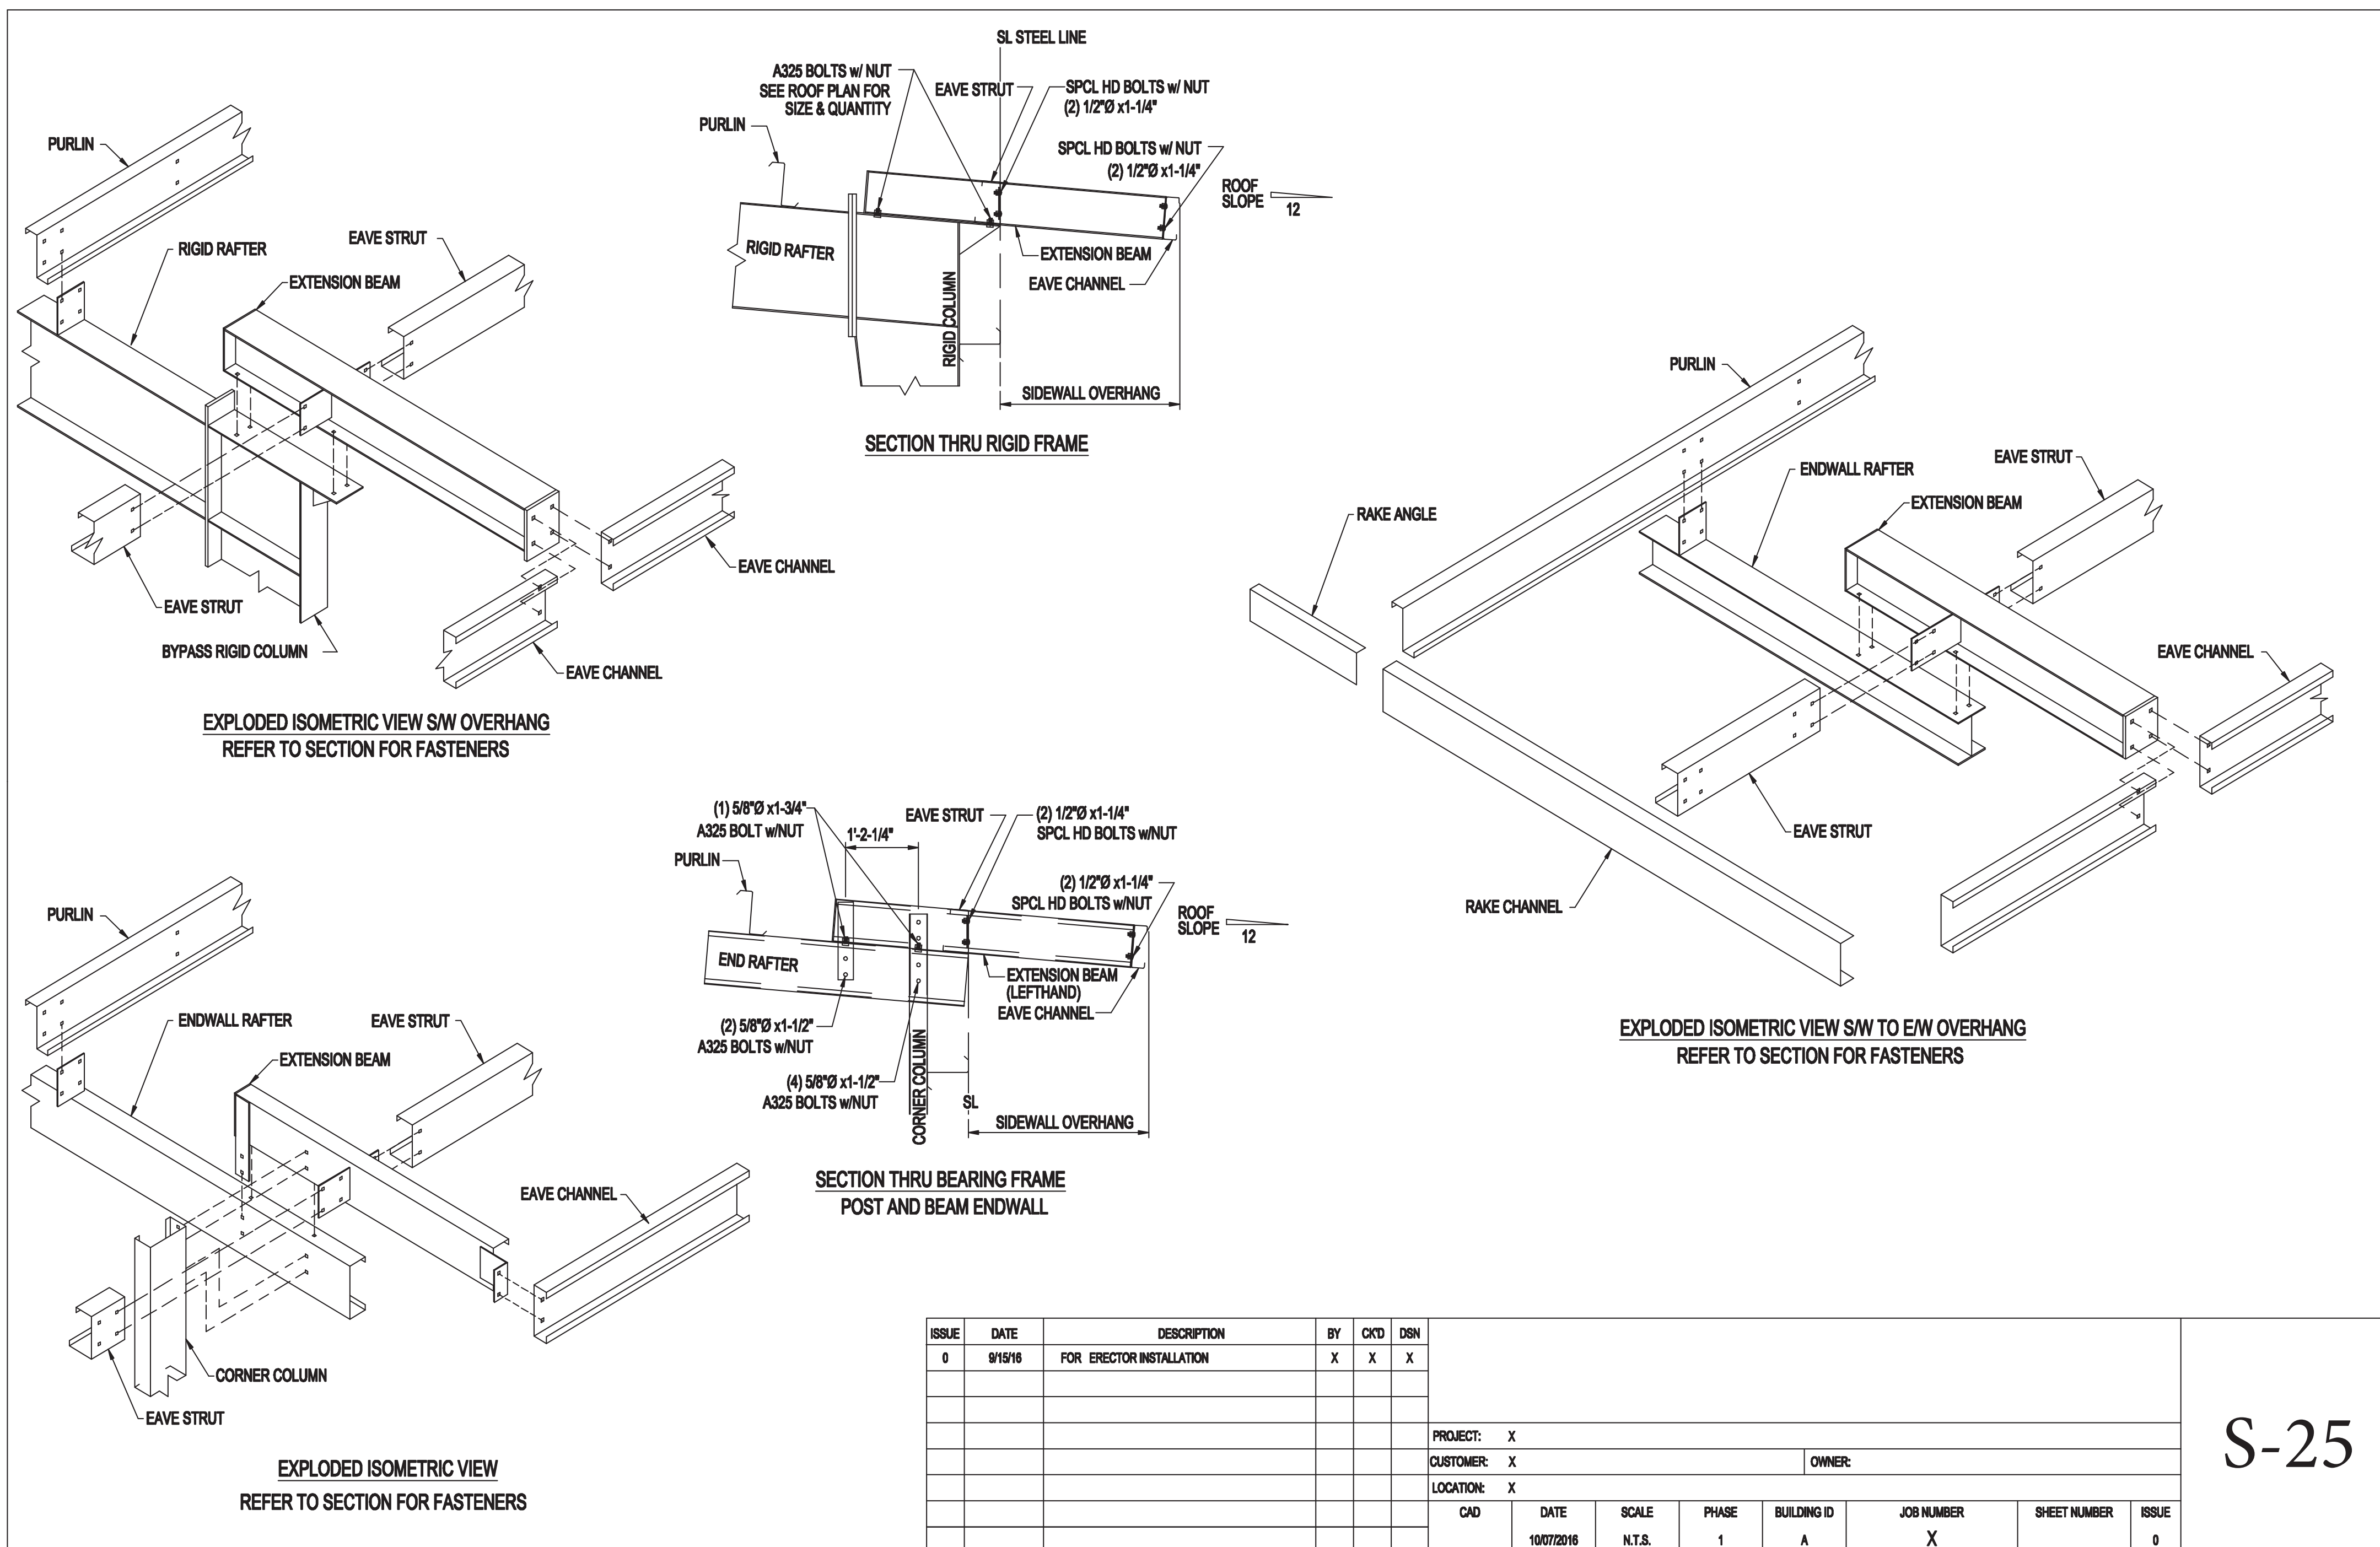 PURLIN
RIGID RAFTER
EXTENSION BEAM
EAVE STRUT
EAVE STRUT
BYPASS RIGID COLUMN
EAVE CHANNEL
EAVE CHANNEL
EXPLODED ISOMETRIC VIEW S/W OVERHANG
REFER TO SECTION FOR FASTENERS
SL STEEL LINE
A325 BOLTS w/ NUT
SEE ROOF PLAN FOR
SIZE & QUANTITY
EAVE STRUT
SPCL HD BOLTS w/ NUT
(2) 1/2"Ø x1-1/4"
PURLIN
SPCL HD BOLTS w/ NUT
(2) 1/2"Ø x1-1/4"
ROOF
SLOPE
12
RIGID RAFTER
RIGID COLUMN
EXTENSION BEAM
EAVE CHANNEL
SIDEWALL OVERHANG
SECTION THRU RIGID FRAME
PURLIN
RAKE ANGLE
ENDWALL RAFTER
EAVE STRUT
EXTENSION BEAM
EAVE CHANNEL
EAVE STRUT
RAKE CHANNEL
EXPLODED ISOMETRIC VIEW S/W TO E/W OVERHANG
REFER TO SECTION FOR FASTENERS
PURLIN
ENDWALL RAFTER
EAVE STRUT
EXTENSION BEAM
EAVE CHANNEL
CORNER COLUMN
EAVE STRUT
EXPLODED ISOMETRIC VIEW
REFER TO SECTION FOR FASTENERS
(1) 5/8"Ø x1-3/4"
A325 BOLT w/NUT
1'-2-1/4"
EAVE STRUT
(2) 1/2"Ø x1-1/4"
SPCL HD BOLTS w/NUT
PURLIN
(2) 1/2"Ø x1-1/4"
SPCL HD BOLTS w/NUT
ROOF
SLOPE
12
END RAFTER
EXTENSION BEAM
(LEFTHAND)
EAVE CHANNEL
(2) 5/8"Ø x1-1/2"
A325 BOLTS w/NUT
(4) 5/8"Ø x1-1/2"
A325 BOLTS w/NUT
CORNER COLUMN
SL
SIDEWALL OVERHANG
SECTION THRU BEARING FRAME
POST AND BEAM ENDWALL
ISSUE DATE DESCRIPTION BY CK'D DSN
0 9/15/16 FOR ERECTOR INSTALLATION X X X
PROJECT: X
CUSTOMER: X OWNER:
LOCATION: X
CAD DATE SCALE PHASE BUILDING ID JOB NUMBER SHEET NUMBER ISSUE
10/07/2016 N.T.S. 1 A X 0
S-25